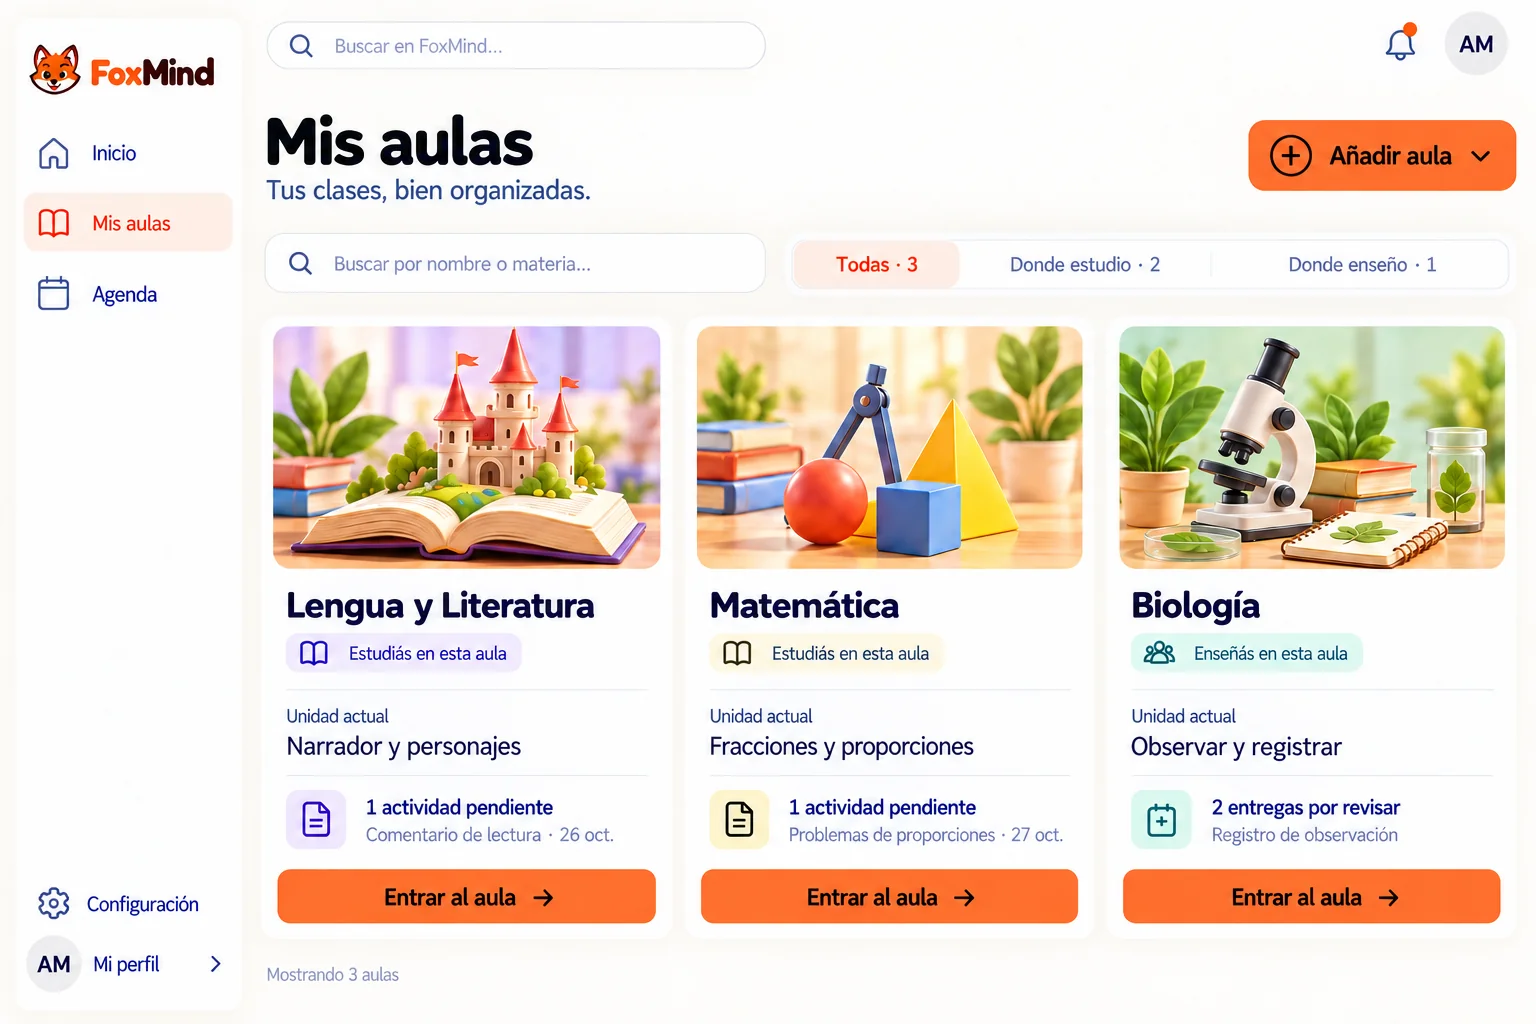 FoxMind
Buscar en FoxMind...
AM
Inicio
Mis aulas
Agenda
Configuración
AM
Mi perfil
Mis aulas
Tus clases, bien organizadas.
Añadir aula
Buscar por nombre o materia...
Todas · 3
Donde estudio · 2
Donde enseño · 1
Lengua y Literatura
Estudiás en esta aula
Unidad actual
Narrador y personajes
1 actividad pendiente
Comentario de lectura · 26 oct.
Entrar al aula
Matemática
Estudiás en esta aula
Unidad actual
Fracciones y proporciones
1 actividad pendiente
Problemas de proporciones · 27 oct.
Entrar al aula
Biología
Enseñás en esta aula
Unidad actual
Observar y registrar
2 entregas por revisar
Registro de observación
Entrar al aula
Mostrando 3 aulas